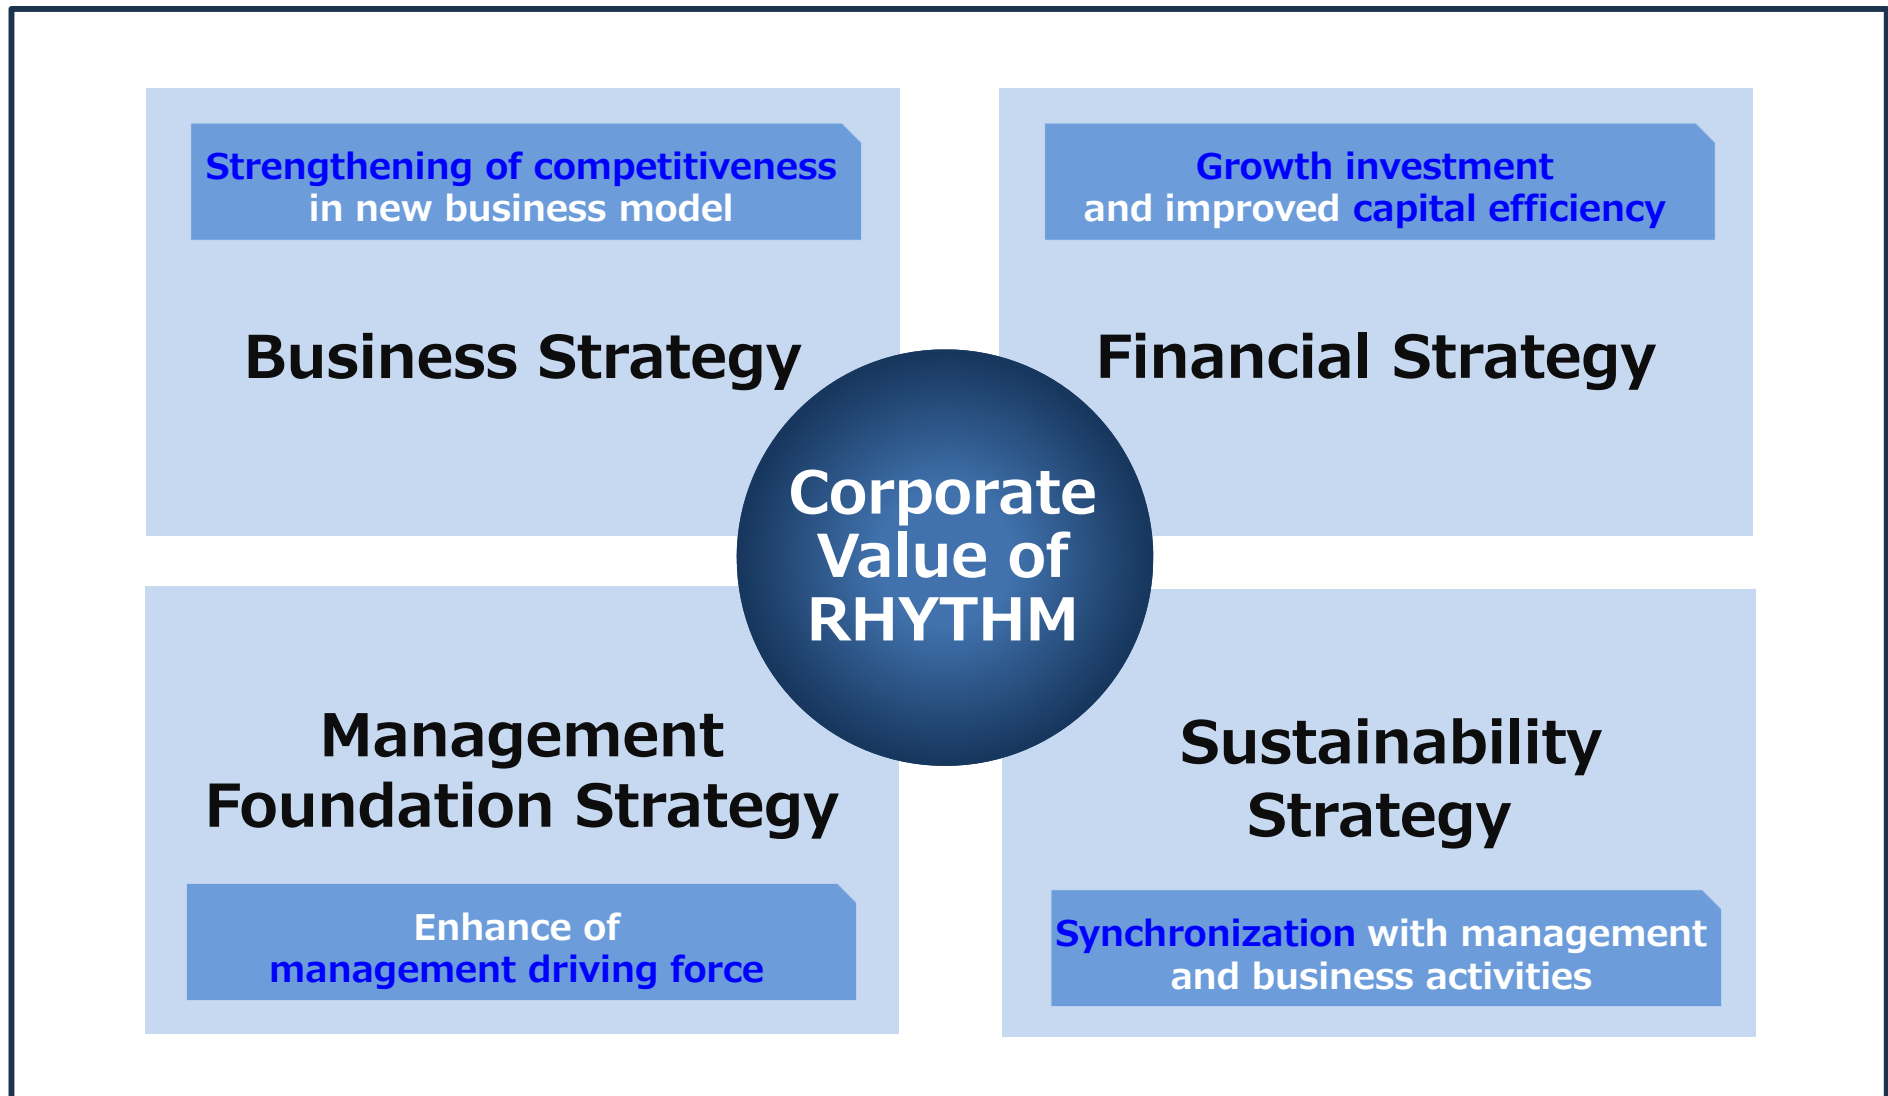 Strengthening of competitiveness
in new business model
Business Strategy
Growth investment
and improved capital efficiency
Financial Strategy
Corporate
Value of
RHYTHM
Management
Foundation Strategy
Enhance of
management driving force
Sustainability
Strategy
Synchronization with management
and business activities